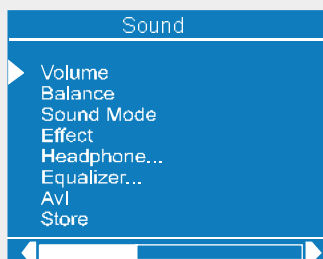 Sound
Volume
Balance
Sound Mode
Effect
Headphone...
Equalizer...
Avl
Store